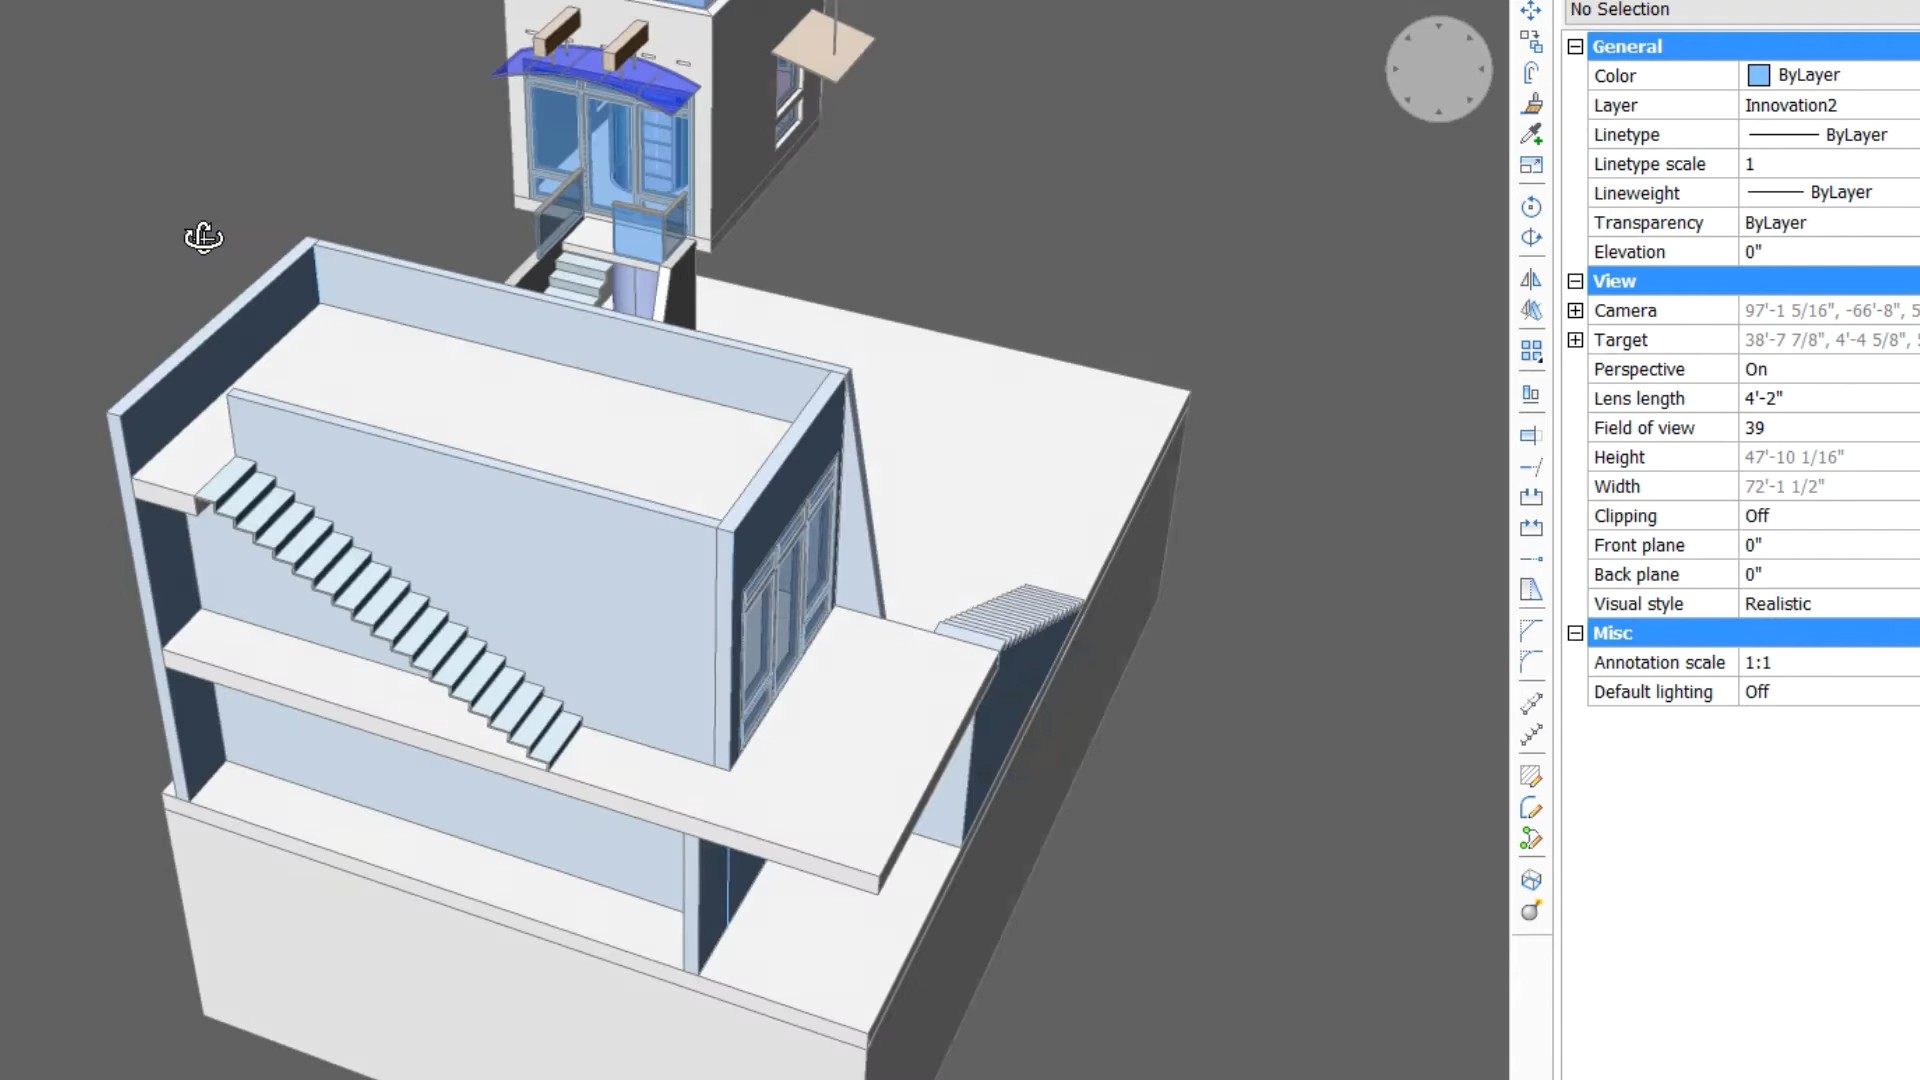 No Selection
General
Color ByLayer
Layer Innovation2
Linetype ByLayer
Linetype scale 1
Lineweight ByLayer
Transparency ByLayer
Elevation 0"
View
Camera 97'-1 5/16", -66'-8", 5
Target 38'-7 7/8", 4'-4 5/8",
Perspective On
Lens length 4'-2"
Field of view 39
Height 47'-10 1/16"
Width 72'-1 1/2"
Clipping Off
Front plane 0"
Back plane 0"
Visual style Realistic
Misc
Annotation scale 1:1
Default lighting Off